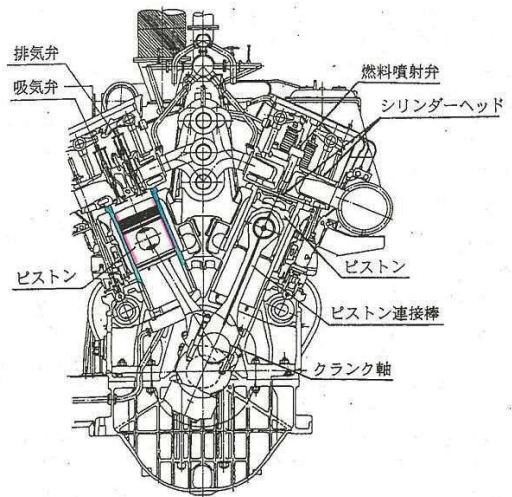 排気弁
吸気弁
燃料噴射弁
シリンダーヘッド
ピストン
ピストン
ピストン連接棒
クランク軸